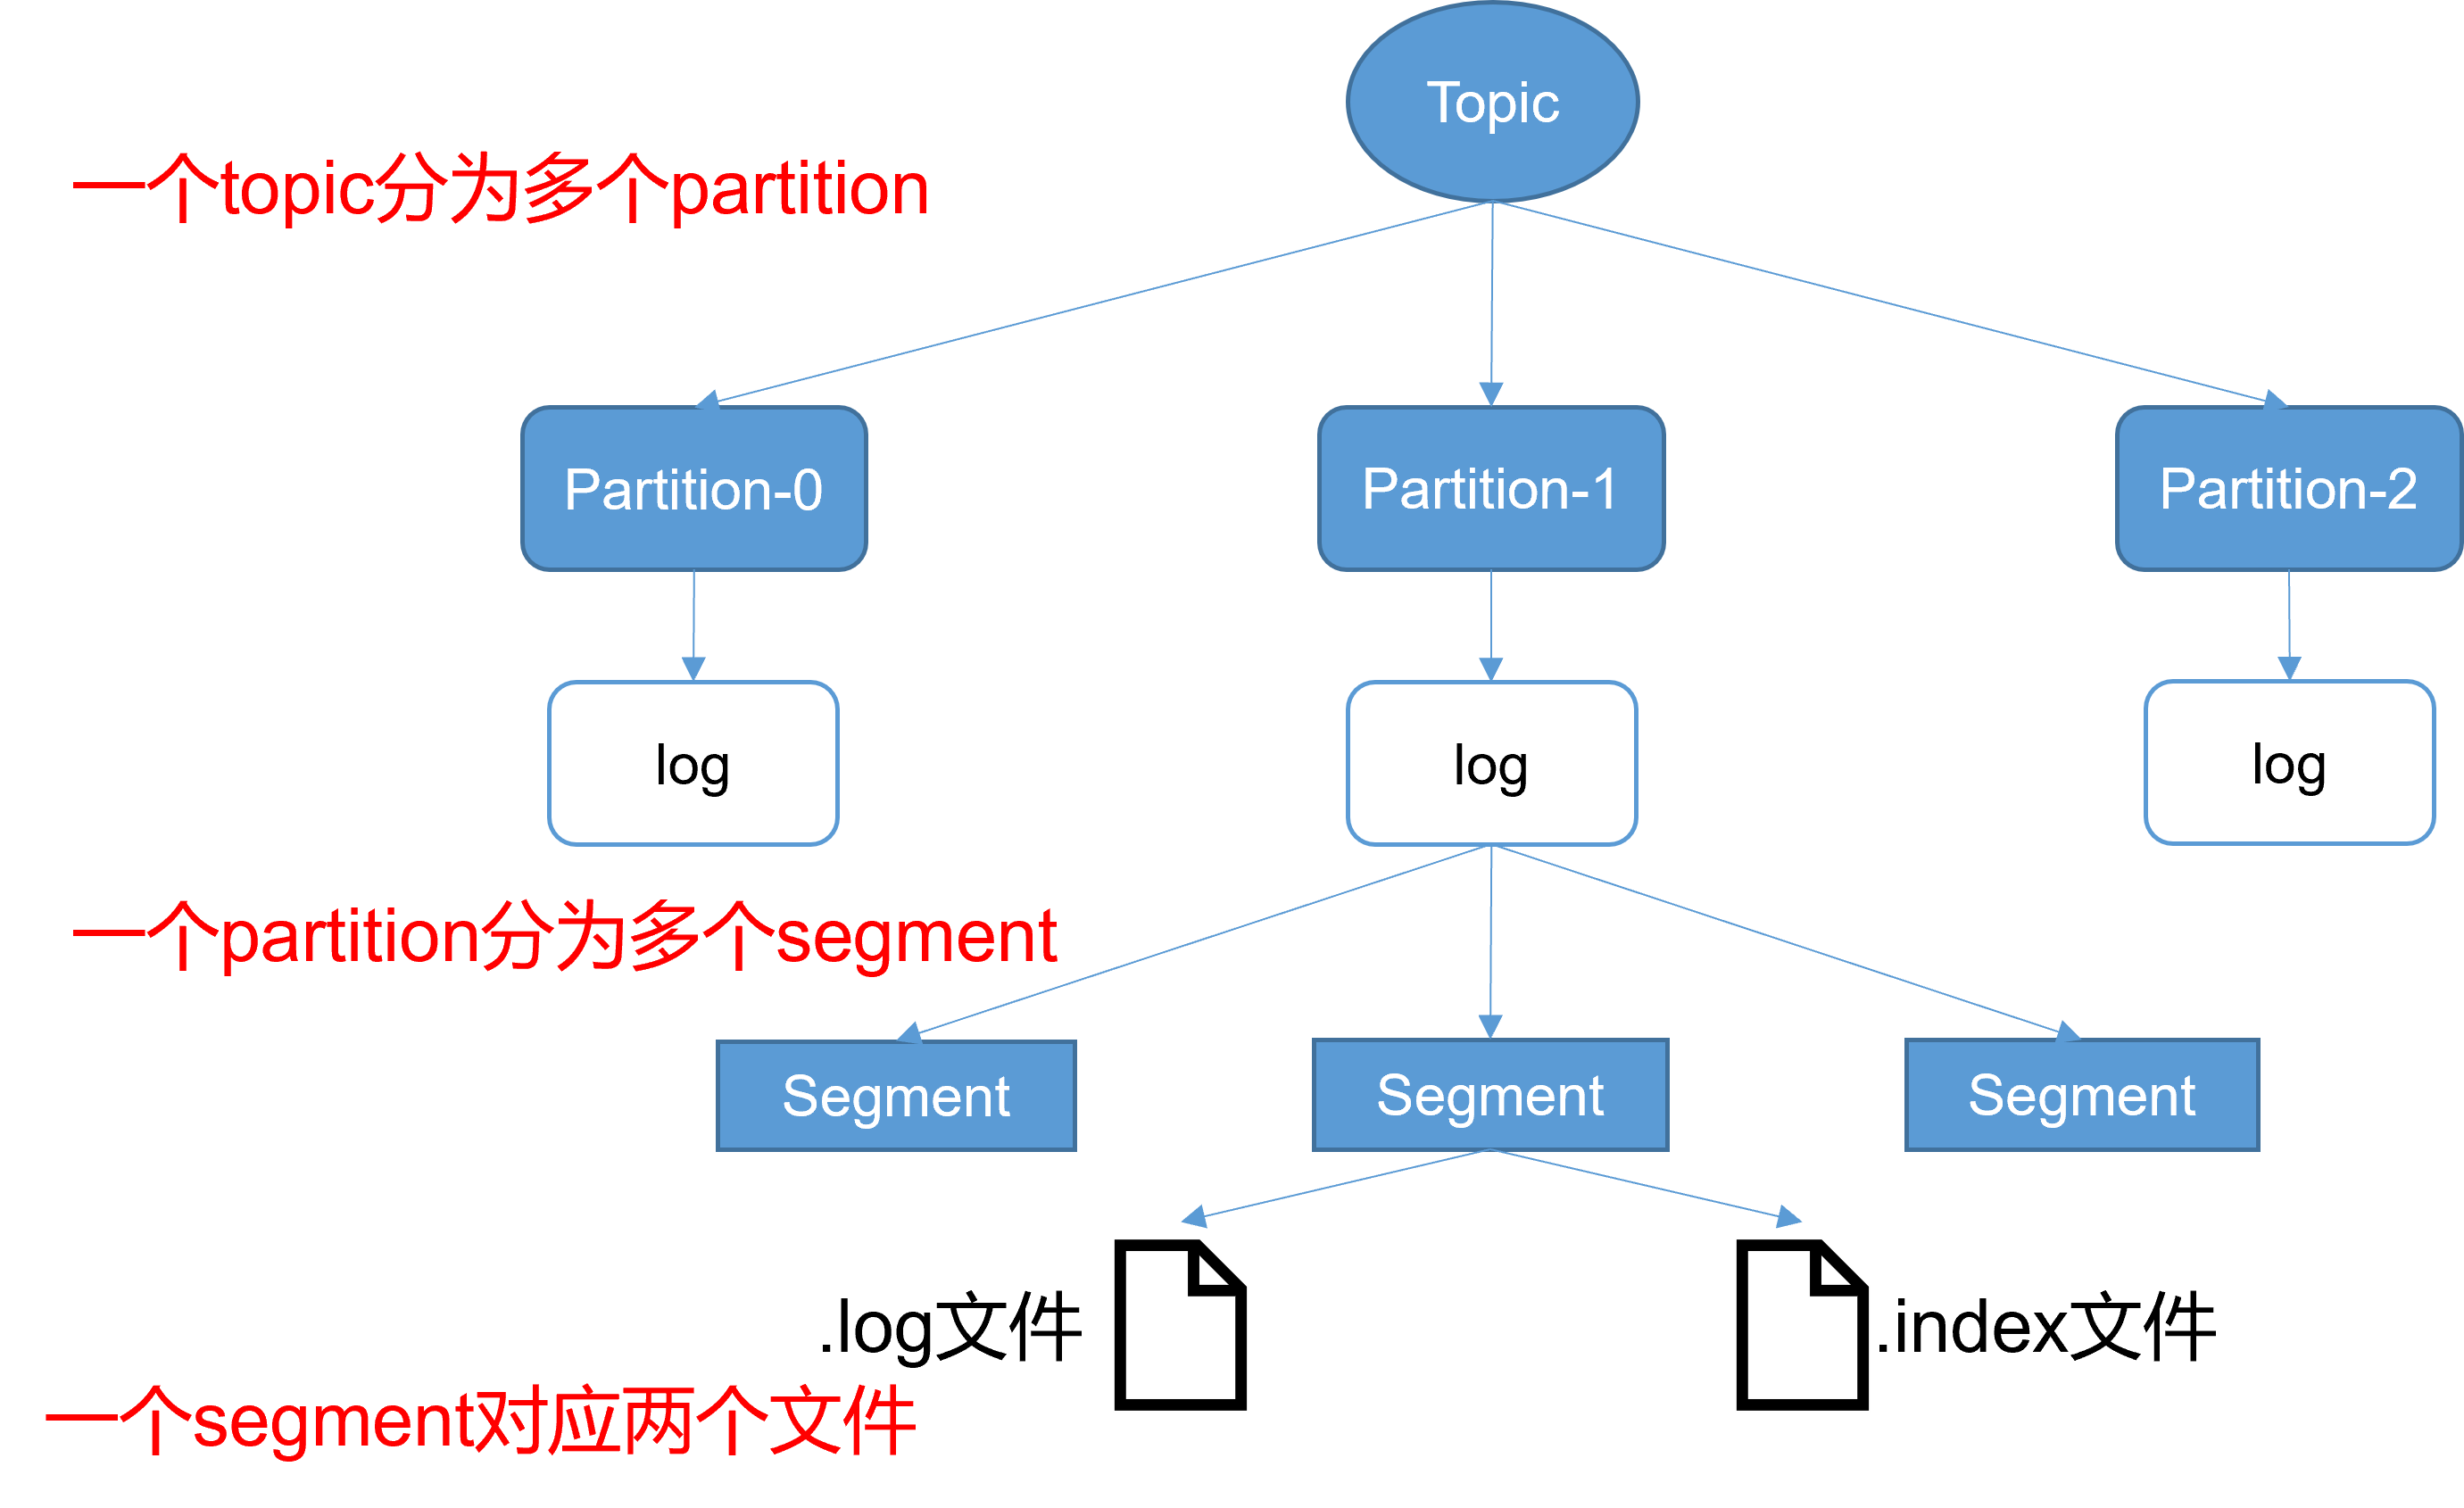 Topic
一个topic分为多个partition
Partition-0
Partition-1
Partition-2
log
log
log
一个partition分为多个segment
Segment
Segment
Segment
.log文件
.index文件
一个segment对应两个文件